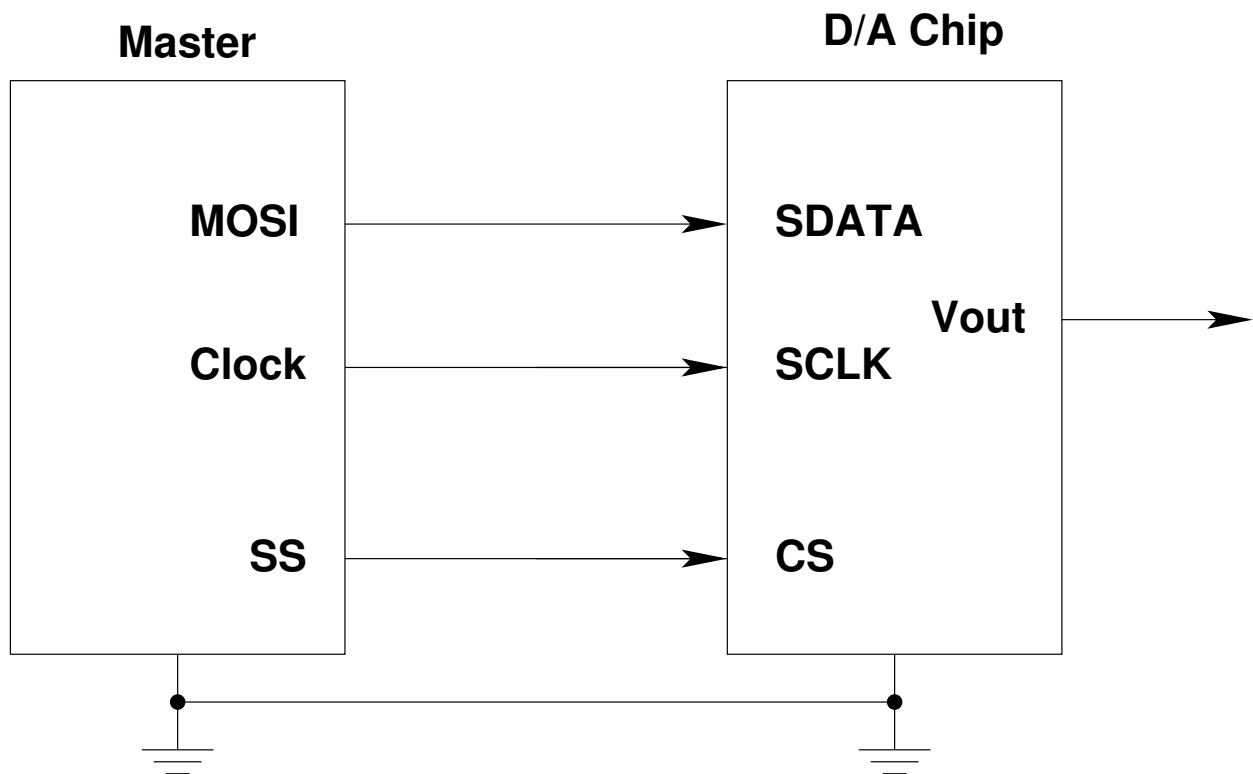 Master
D/A Chip
MOSI
SDATA
Vout
Clock
SCLK
SS
CS